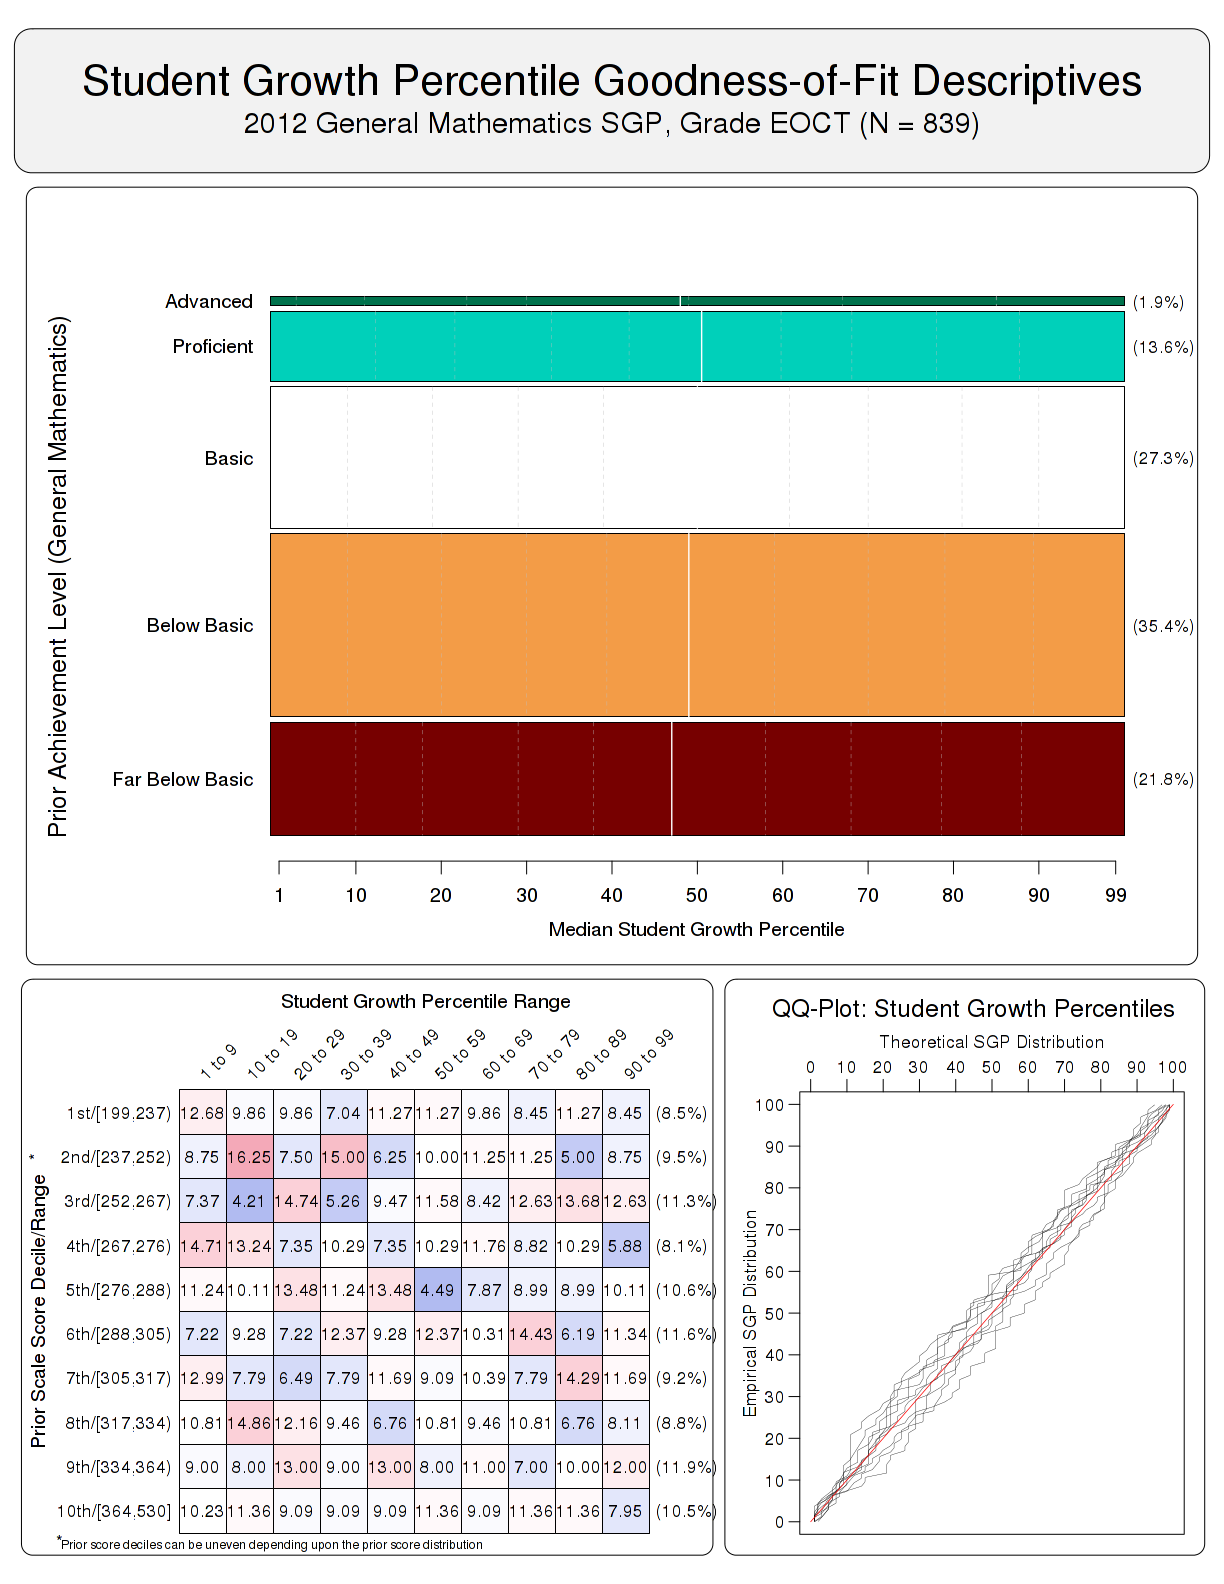 Student Growth Percentile Goodness-of-Fit Descriptives
2012 General Mathematics SGP, Grade EOCT (N = 839)
Prior Achievement Level (General Mathematics)
Advanced (1.9%)
Proficient (13.6%)
Basic (27.3%)
Below Basic (35.4%)
Far Below Basic (21.8%)
1 10 20 30 40 50 60 70 80 90 99
Median Student Growth Percentile
Student Growth Percentile Range
1 to 9 10 to 19 20 to 29 30 to 39 40 to 49 50 to 59 60 to 69 70 to 79 80 to 89 90 to 99
Prior Scale Score Decile/Range *
1st/[199,237) 12.68 9.86 9.86 7.04 11.27 11.27 9.86 8.45 11.27 8.45 (8.5%)
2nd/[237,252) 8.75 16.25 7.50 15.00 6.25 10.00 11.25 11.25 5.00 8.75 (9.5%)
3rd/[252,267) 7.37 4.21 14.74 5.26 9.47 11.58 8.42 12.63 13.68 12.63 (11.3%)
4th/[267,276) 14.71 13.24 7.35 10.29 7.35 10.29 11.76 8.82 10.29 5.88 (8.1%)
5th/[276,288) 11.24 10.11 13.48 11.24 13.48 4.49 7.87 8.99 8.99 10.11 (10.6%)
6th/[288,305) 7.22 9.28 7.22 12.37 9.28 12.37 10.31 14.43 6.19 11.34 (11.6%)
7th/[305,317) 12.99 7.79 6.49 7.79 11.69 9.09 10.39 7.79 14.29 11.69 (9.2%)
8th/[317,334) 10.81 14.86 12.16 9.46 6.76 10.81 9.46 10.81 6.76 8.11 (8.8%)
9th/[334,364) 9.00 8.00 13.00 9.00 13.00 8.00 11.00 7.00 10.00 12.00 (11.9%)
10th/[364,530] 10.23 11.36 9.09 9.09 9.09 11.36 9.09 11.36 11.36 7.95 (10.5%)
*Prior score deciles can be uneven depending upon the prior score distribution
QQ-Plot: Student Growth Percentiles
Theoretical SGP Distribution
0 10 20 30 40 50 60 70 80 90 100
Empirical SGP Distribution
100
90
80
70
60
50
40
30
20
10
0